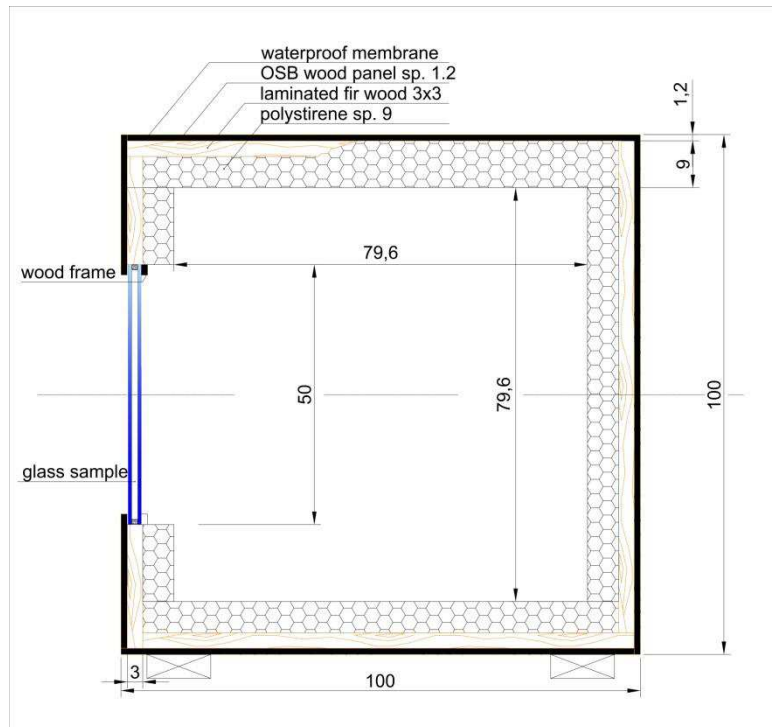 waterproof membrane
OSB wood panel sp. 1.2
laminated fir wood 3x3
polystirene sp. 9
1,2
9
79,6
wood frame
50
79,6
100
glass sample
3
100